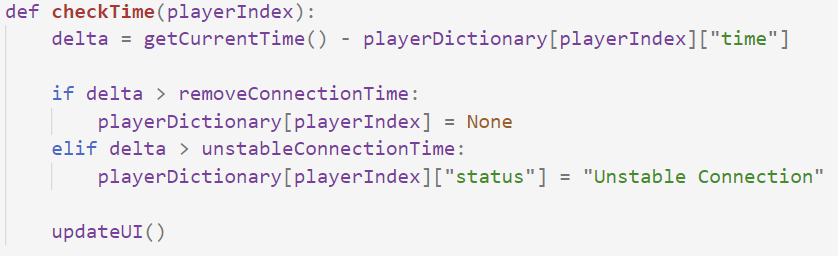 def checkTime(playerIndex):
    delta = getCurrentTime() - playerDictionary[playerIndex]["time"]

    if delta > removeConnectionTime:
        playerDictionary[playerIndex] = None
    elif delta > unstableConnectionTime:
        playerDictionary[playerIndex]["status"] = "Unstable Connection"

    updateUI()